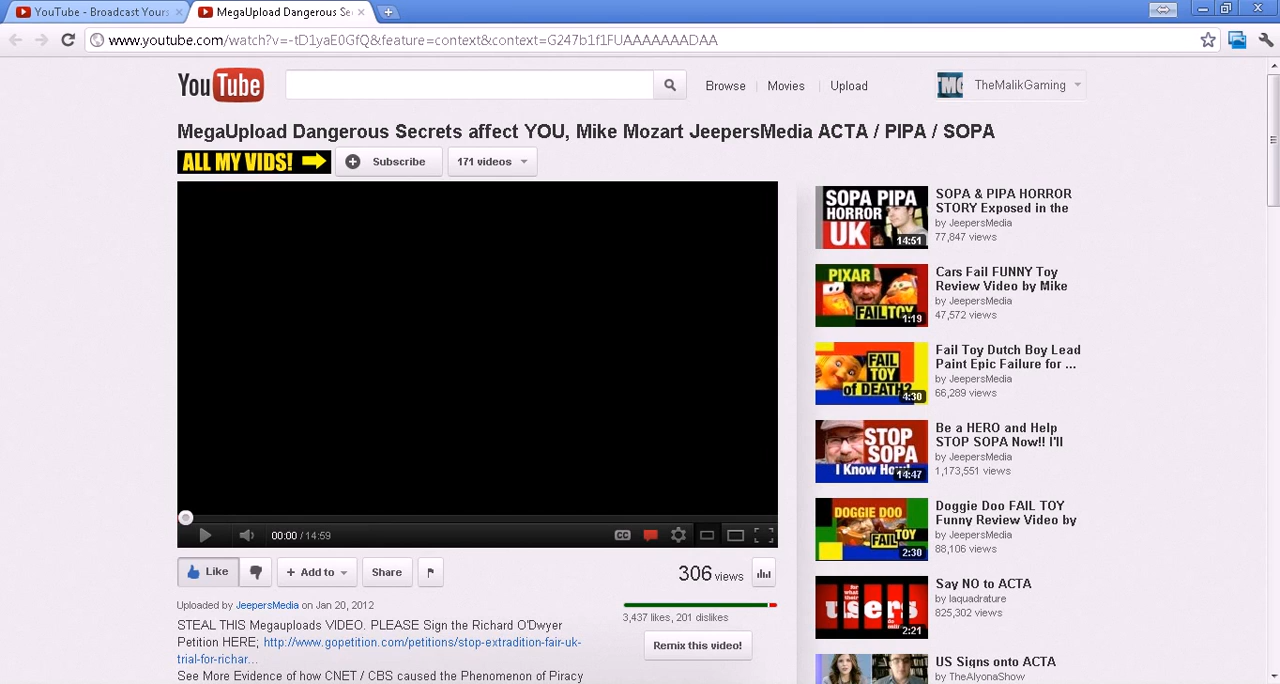 YouTube - Broadcast Yours
MegaUpload Dangerous Se
www.youtube.com/watch?v=-tD1yaE0GfQ&feature=context&context=G247b1f1FUAAAAAAADAA
YouTube
Browse | Movies | Upload
TMG
TheMalikGaming
MegaUpload Dangerous Secrets affect YOU, Mike Mozart JeepersMedia ACTA / PIPA / SOPA
ALL MY VIDS!
Subscribe
171 videos
00:00 / 14:59
CC
Like
+ Add to
Share
306 views
Uploaded by JeepersMedia on Jan 20, 2012
3,437 likes, 201 dislikes
STEAL THIS Megauploads VIDEO. PLEASE Sign the Richard O'Dwyer
Petition HERE; http://www.gopetition.com/petitions/stop-extradition-fair-uk-
trial-for-richar...
The More Evidence of how CNET / CBS caused the Phenomenon of Piracy
Remix this video!
SOPA PIPA
HORROR
UK
14:51
SOPA & PIPA HORROR
STORY Exposed in the
by JeepersMedia
77,847 views
PIXAR
FAIL TOY
1:19
Cars Fail FUNNY Toy
Review Video by Mike
by JeepersMedia
47,572 views
FAIL
TOY
of DEATH?
4:30
Fail Toy Dutch Boy Lead
Paint Epic Failure for ...
by JeepersMedia
66,289 views
STOP
SOPA
I Know How!
14:47
Be a HERO and Help
STOP SOPA Now!! I'll
by JeepersMedia
1,173,551 views
DOGGIE DOO
FAIL TOY
2:30
Doggie Doo FAIL TOY
Funny Review Video by
by JeepersMedia
88,106 views
users
2:21
Say NO to ACTA
by laquadrature
825,302 views
US Signs onto ACTA
by TheAlyonaShow